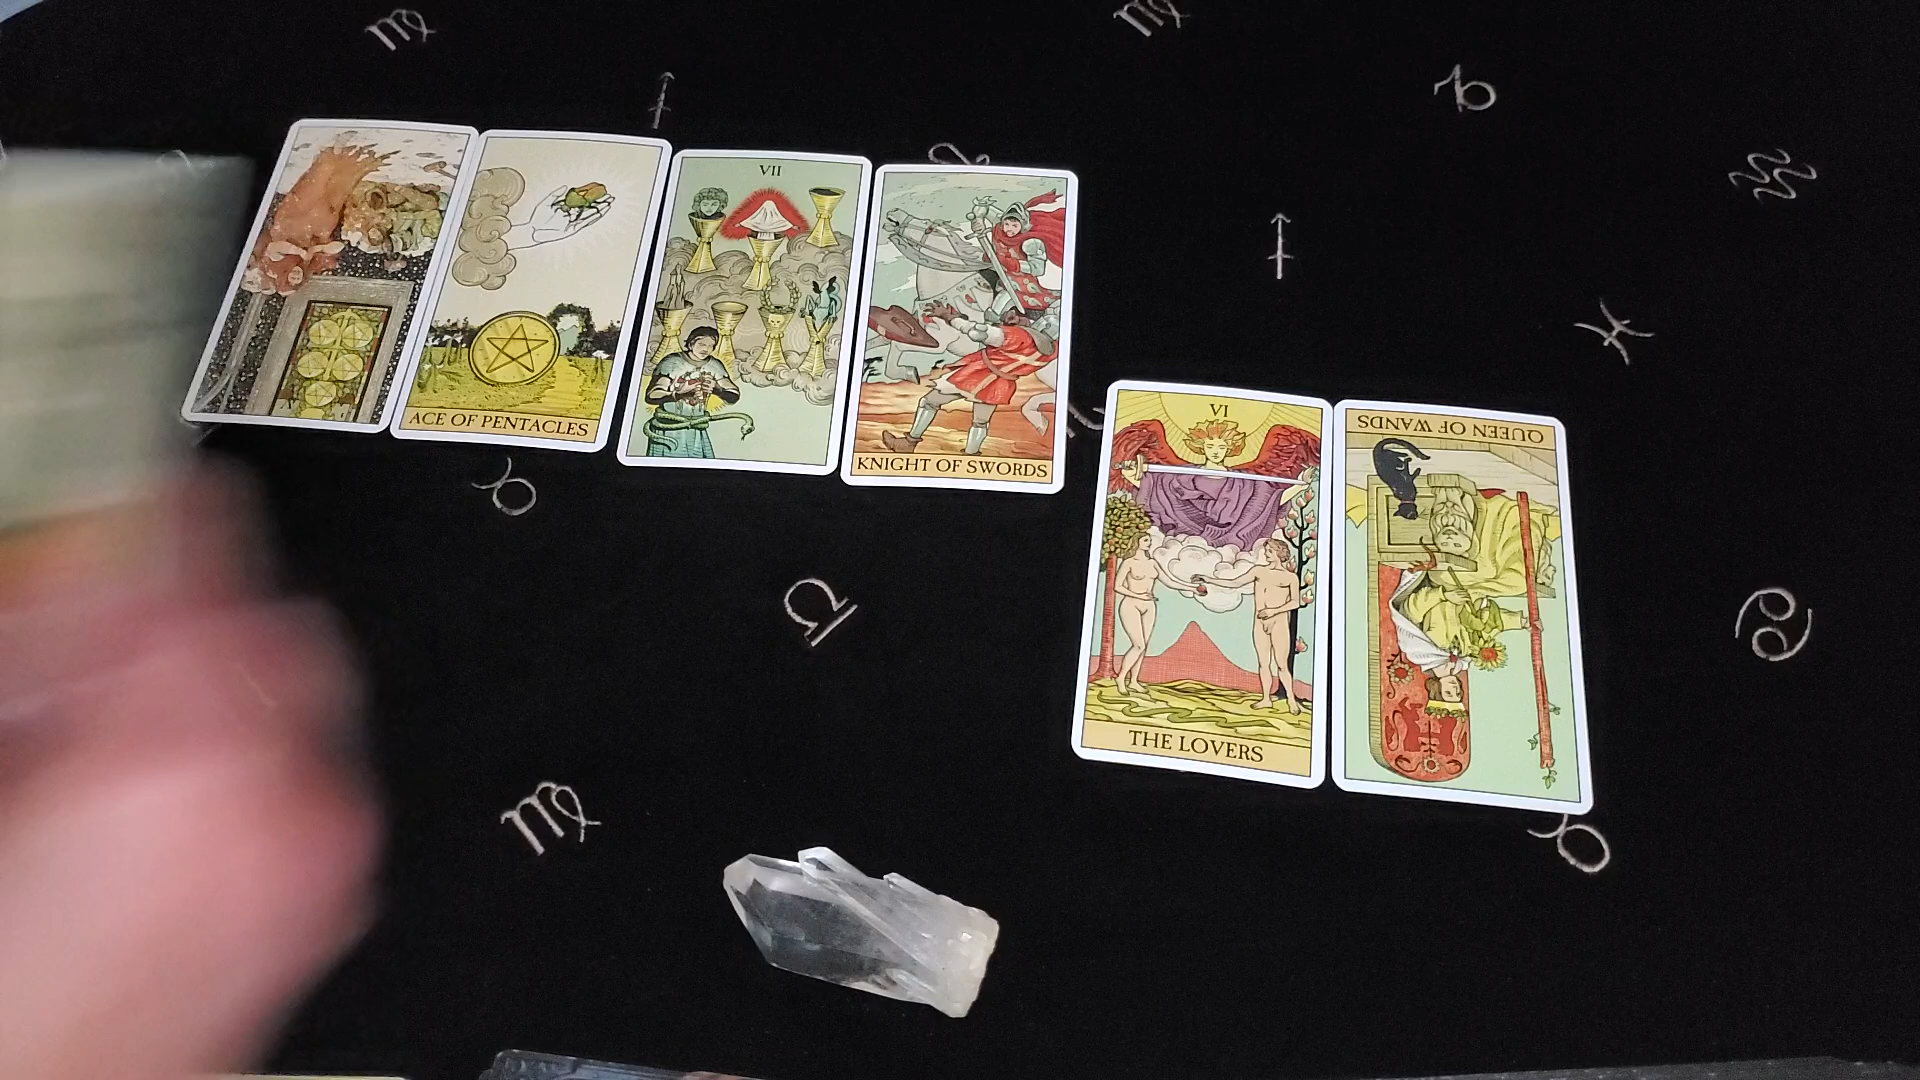 ACE OF PENTACLES
VII
KNIGHT OF SWORDS
VI
THE LOVERS
QUEEN OF WANDS